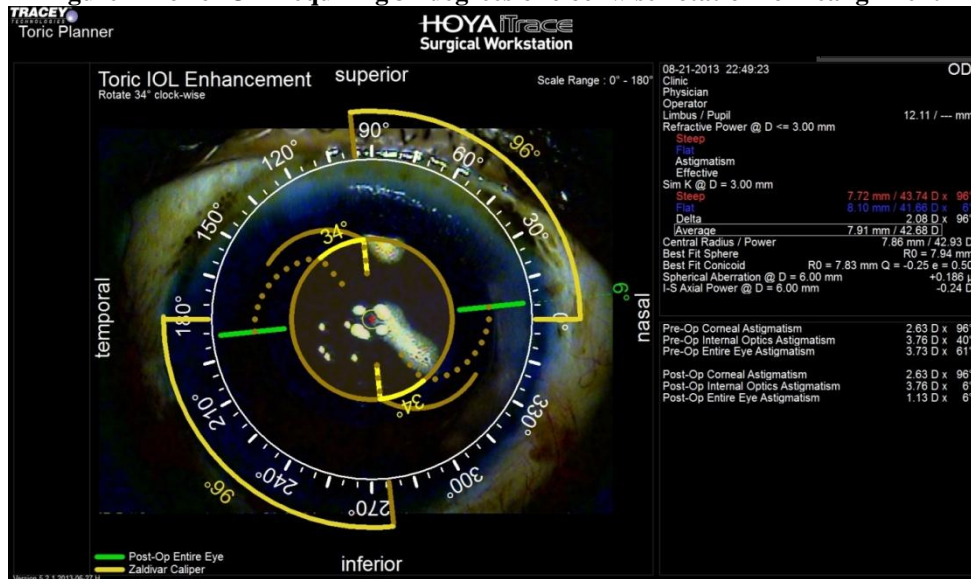 TRACEY
TECHNOLOGIES
Toric Planner
HOYA iTrace
Surgical Workstation
Toric IOL Enhancement
Rotate 34° clock-wise
superior
Scale Range : 0° - 180°
90°
96°
120°
60°
150°
30°
34°
temporal
180°
0°
6°
nasal
34°
210°
330°
96°
240°
300°
270°
inferior
Post-Op Entire Eye
Zaldivar Caliper
08-21-2013 22:49:23 OD
Clinic
Physician
Operator
Limbus / Pupil 12.11 / --- mm
Refractive Power @ D <= 3.00 mm
Steep
Flat
Astigmatism
Effective
Sim K @ D = 3.00 mm
Steep 7.72 mm / 43.74 D x 96°
Flat 8.10 mm / 41.66 D x 6°
Delta 2.08 D x 96°
Average 7.91 mm / 42.68 D
Central Radius / Power 7.86 mm / 42.93 D
Best Fit Sphere R0 = 7.94 mm
Best Fit Conicoid R0 = 7.83 mm Q = -0.25 e = 0.50
Spherical Aberration @ D = 6.00 mm +0.186 µ
I-S Axial Power @ D = 6.00 mm -0.24 D
Pre-Op Corneal Astigmatism 2.63 D x 96°
Pre-Op Internal Optics Astigmatism 3.76 D x 40°
Pre-Op Entire Eye Astigmatism 3.73 D x 61°
Post-Op Corneal Astigmatism 2.63 D x 96°
Post-Op Internal Optics Astigmatism 3.76 D x 6°
Post-Op Entire Eye Astigmatism 1.13 D x 6°